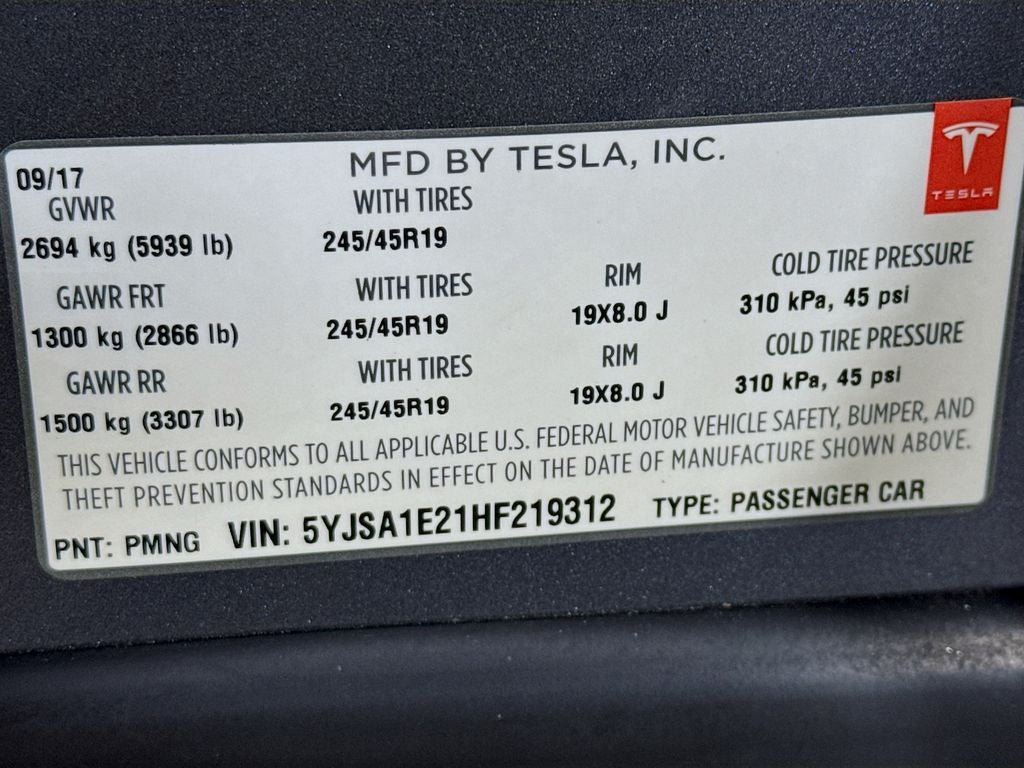 MFD BY TESLA, INC.
TESLA
09/17
GVWR WITH TIRES
2694 kg (5939 lb) 245/45R19
GAWR FRT WITH TIRES RIM COLD TIRE PRESSURE
1300 kg (2866 lb) 245/45R19 19X8.0 J 310 kPa, 45 psi
GAWR RR WITH TIRES RIM COLD TIRE PRESSURE
1500 kg (3307 lb) 245/45R19 19X8.0 J 310 kPa, 45 psi
THIS VEHICLE CONFORMS TO ALL APPLICABLE U.S. FEDERAL MOTOR VEHICLE SAFETY, BUMPER, AND
THEFT PREVENTION STANDARDS IN EFFECT ON THE DATE OF MANUFACTURE SHOWN ABOVE.
PNT: PMNG VIN: 5YJSA1E21HF219312 TYPE: PASSENGER CAR